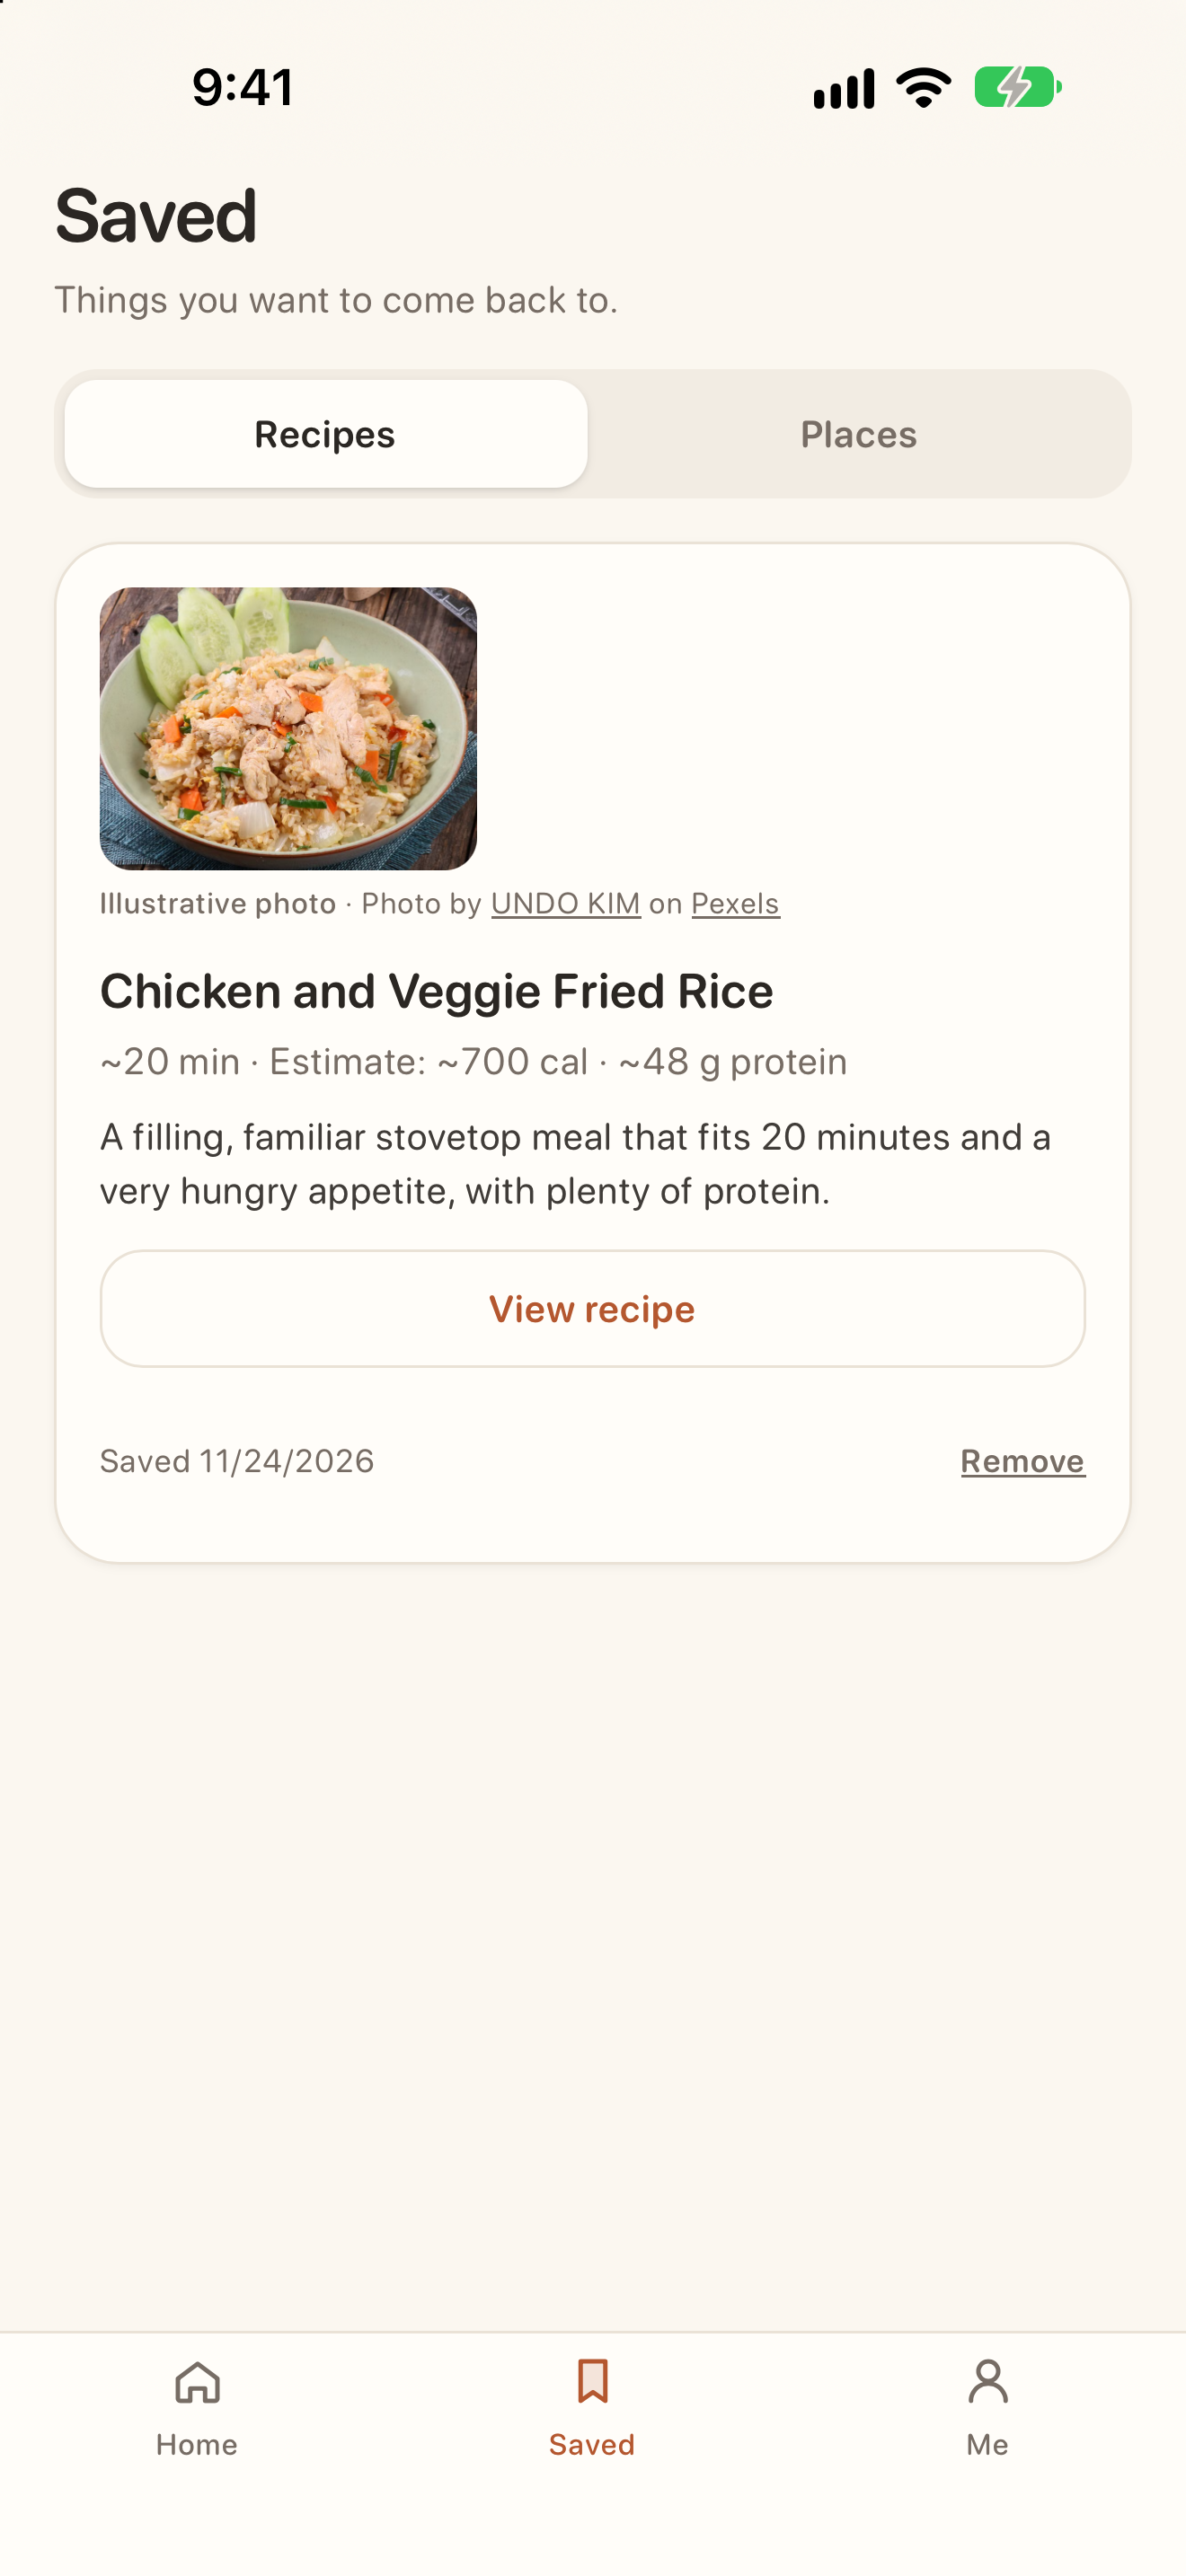 9:41
Saved
Things you want to come back to.
Recipes
Places
Illustrative photo · Photo by UNDO KIM on Pexels
Chicken and Veggie Fried Rice
~20 min · Estimate: ~700 cal · ~48 g protein
A filling, familiar stovetop meal that fits 20 minutes and a
very hungry appetite, with plenty of protein.
View recipe
Saved 11/24/2026
Remove
Home
Saved
Me